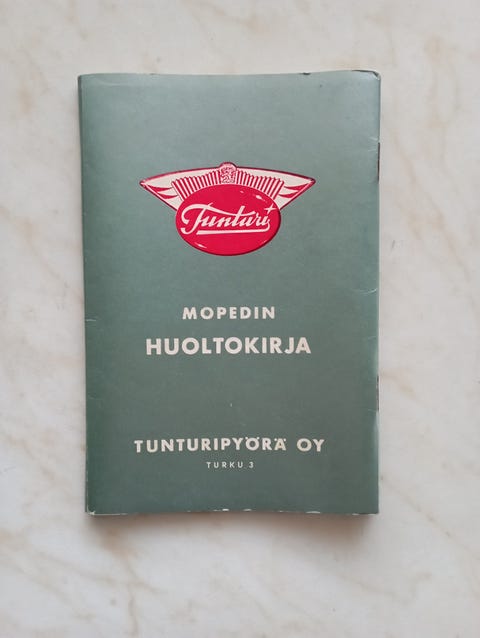 Tunturi
MOPEDIN
HUOLTOKIRJA
TUNTURIPYÖRÄ OY
TURKU 3